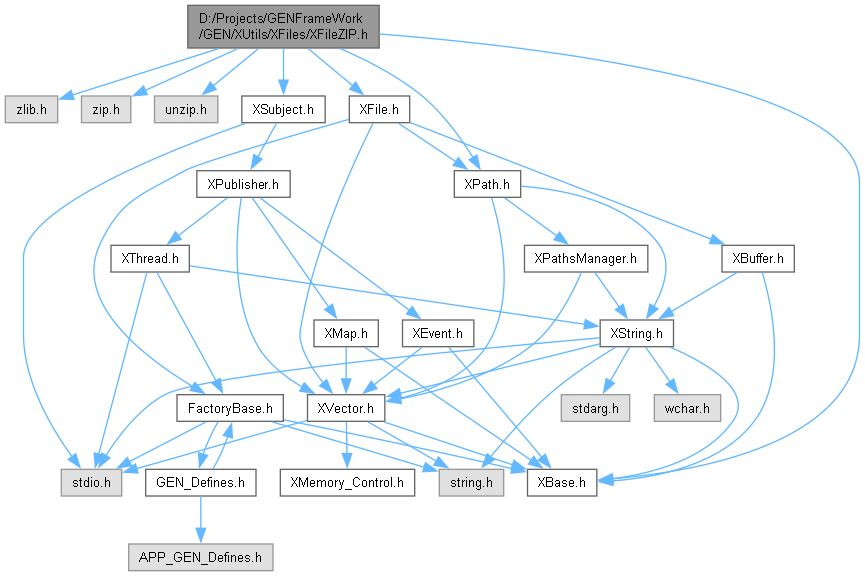 D:/Projects/GENFrameWork
/GEN/XUtils/XFiles/XFileZIP.h
zlib.h
zip.h
unzip.h
XSubject.h
XFile.h
XPublisher.h
XPath.h
XThread.h
XPathsManager.h
XBuffer.h
XMap.h
XEvent.h
XString.h
FactoryBase.h
XVector.h
stdarg.h
wchar.h
stdio.h
GEN_Defines.h
XMemory_Control.h
string.h
XBase.h
APP_GEN_Defines.h